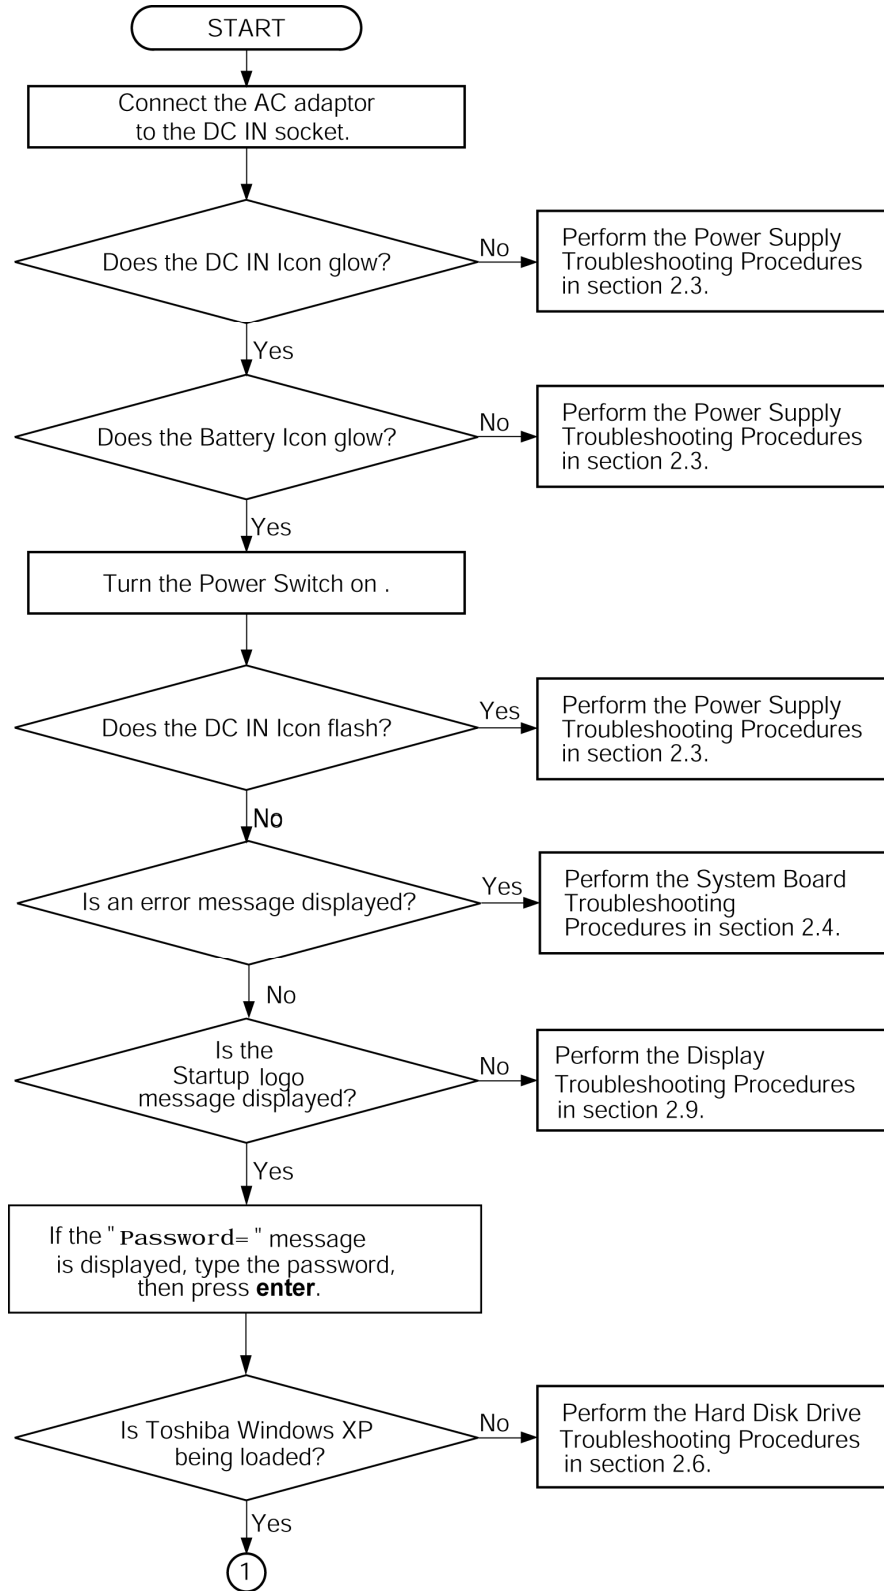 START
Connect the AC adaptor
to the DC IN socket.
Does the DC IN Icon glow?
No
Perform the Power Supply
Troubleshooting Procedures
in section 2.3.
Yes
Does the Battery Icon glow?
No
Perform the Power Supply
Troubleshooting Procedures
in section 2.3.
Yes
Turn the Power Switch on .
Does the DC IN Icon flash?
Yes
Perform the Power Supply
Troubleshooting Procedures
in section 2.3.
No
Is an error message displayed?
Yes
Perform the System Board
Troubleshooting
Procedures in section 2.4.
No
Is the
Startup logo
message displayed?
No
Perform the Display
Troubleshooting Procedures
in section 2.9.
Yes
If the " Password= " message
is displayed, type the password,
then press enter.
Is Toshiba Windows XP
being loaded?
No
Perform the Hard Disk Drive
Troubleshooting Procedures
in section 2.6.
Yes
1